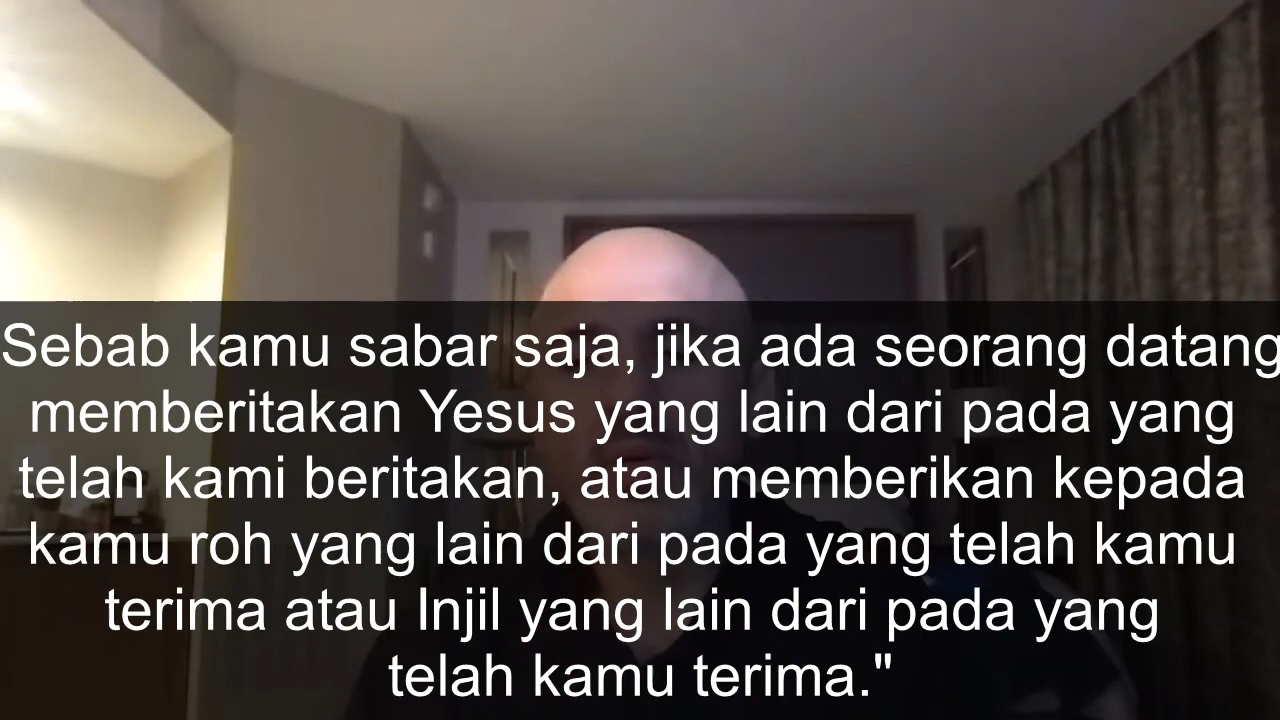 Sebab kamu sabar saja, jika ada seorang datang
memberitakan Yesus yang lain dari pada yang
telah kami beritakan, atau memberikan kepada
kamu roh yang lain dari pada yang telah kamu
terima atau Injil yang lain dari pada yang
telah kamu terima."